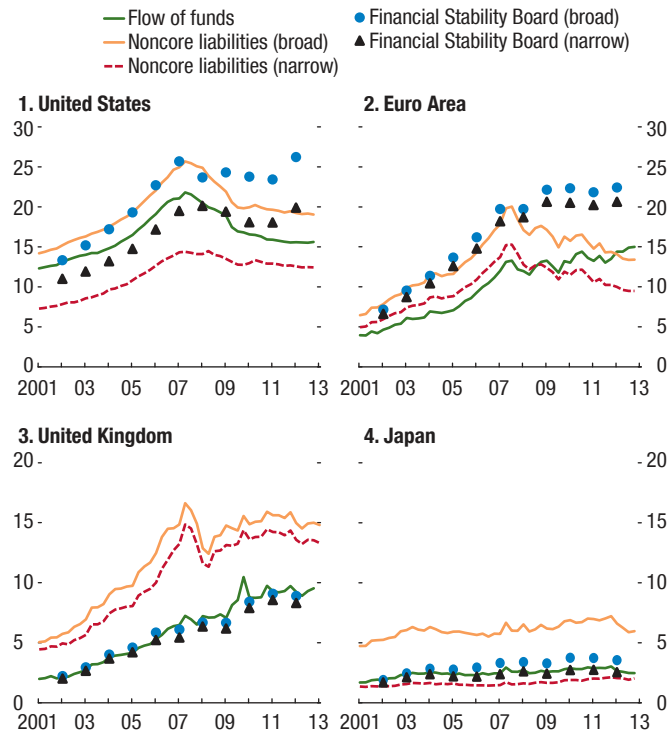 Flow of funds
Noncore liabilities (broad)
Noncore liabilities (narrow)
Financial Stability Board (broad)
Financial Stability Board (narrow)
1. United States
30
25
20
15
10
5
0
2001 03 05 07 09 11 13
2. Euro Area
30
25
20
15
10
5
0
2001 03 05 07 09 11 13
3. United Kingdom
20
15
10
5
0
2001 03 05 07 09 11 13
4. Japan
20
15
10
5
0
2001 03 05 07 09 11 13